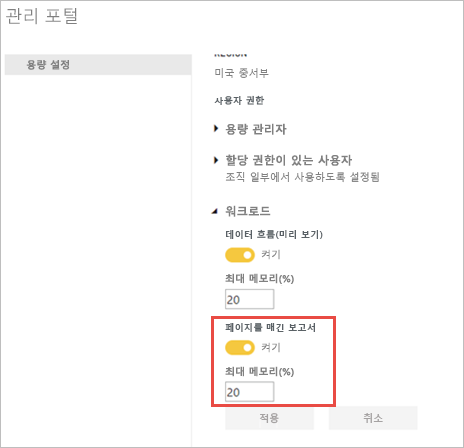 관리 포털
용량 설정
REGION
미국 중서부
사용자 권한
용량 관리자
할당 권한이 있는 사용자
조직 일부에서 사용하도록 설정됨
워크로드
데이터 흐름(미리 보기)
켜기
최대 메모리(%)
20
페이지를 매긴 보고서
켜기
최대 메모리(%)
20
적용 취소